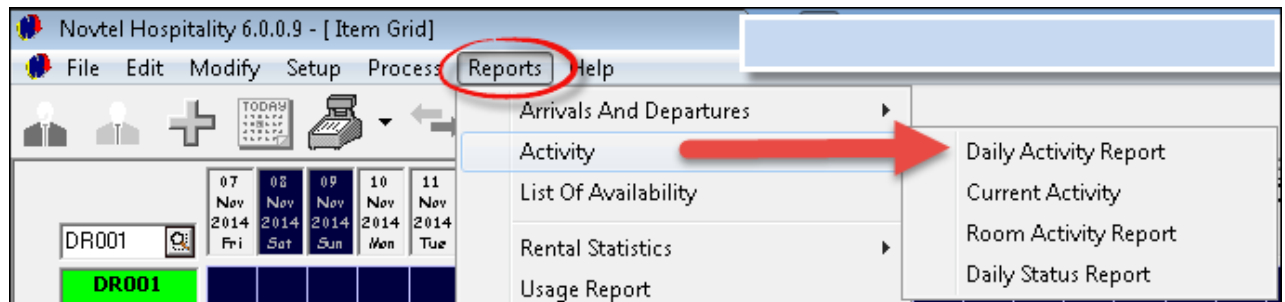 Novtel Hospitality 6.0.0.9 - [ Item Grid]
File Edit Modify Setup Process Reports Help
TODAY
Arrivals And Departures
Activity
List Of Availability
Rental Statistics
Usage Report
Daily Activity Report
Current Activity
Room Activity Report
Daily Status Report
07 08 09 10 11
Nov Nov Nov Nov Nov
2014 2014 2014 2014 2014
Fri Sat Sun Mon Tue
DR001
DR001